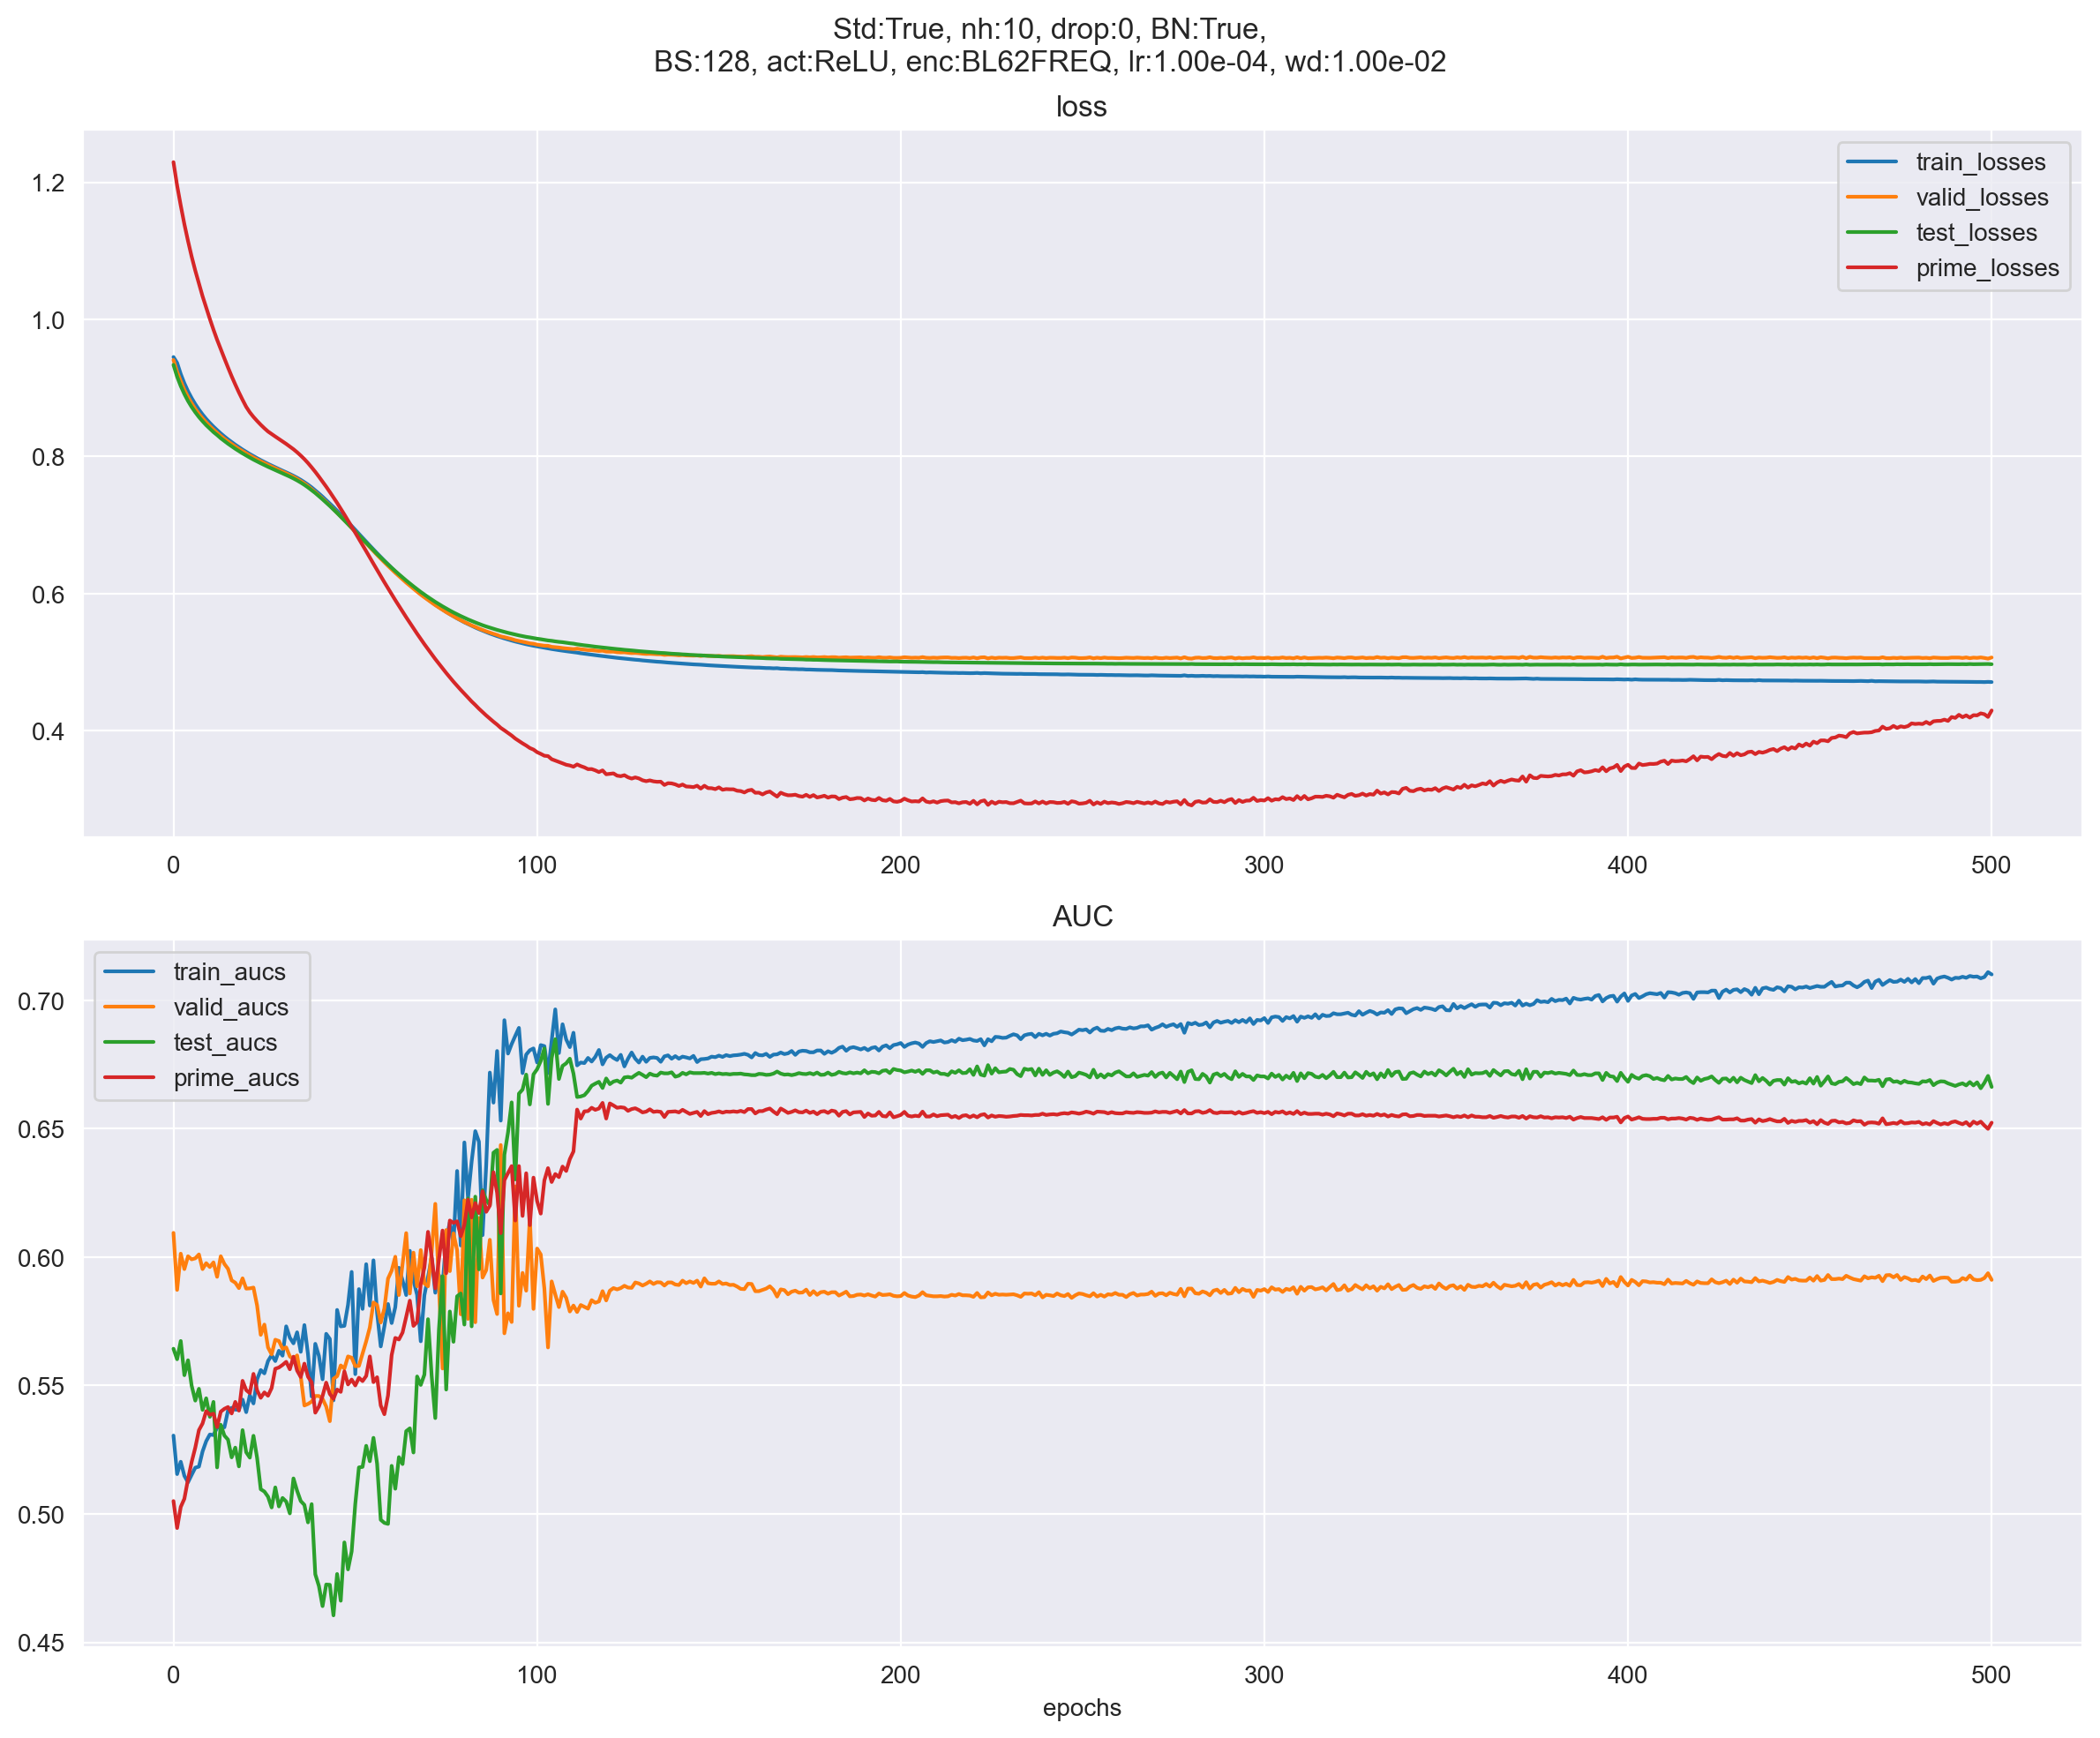 Std:True, nh:10, drop:0, BN:True,
BS:128, act:ReLU, enc:BL62FREQ, lr:1.00e-04, wd:1.00e-02
loss
1.2
1.0
0.8
0.6
0.4
train_losses
valid_losses
test_losses
prime_losses
0 100 200 300 400 500
AUC
train_aucs
valid_aucs
test_aucs
prime_aucs
0.70
0.65
0.60
0.55
0.50
0.45
0 100 200 300 400 500
epochs